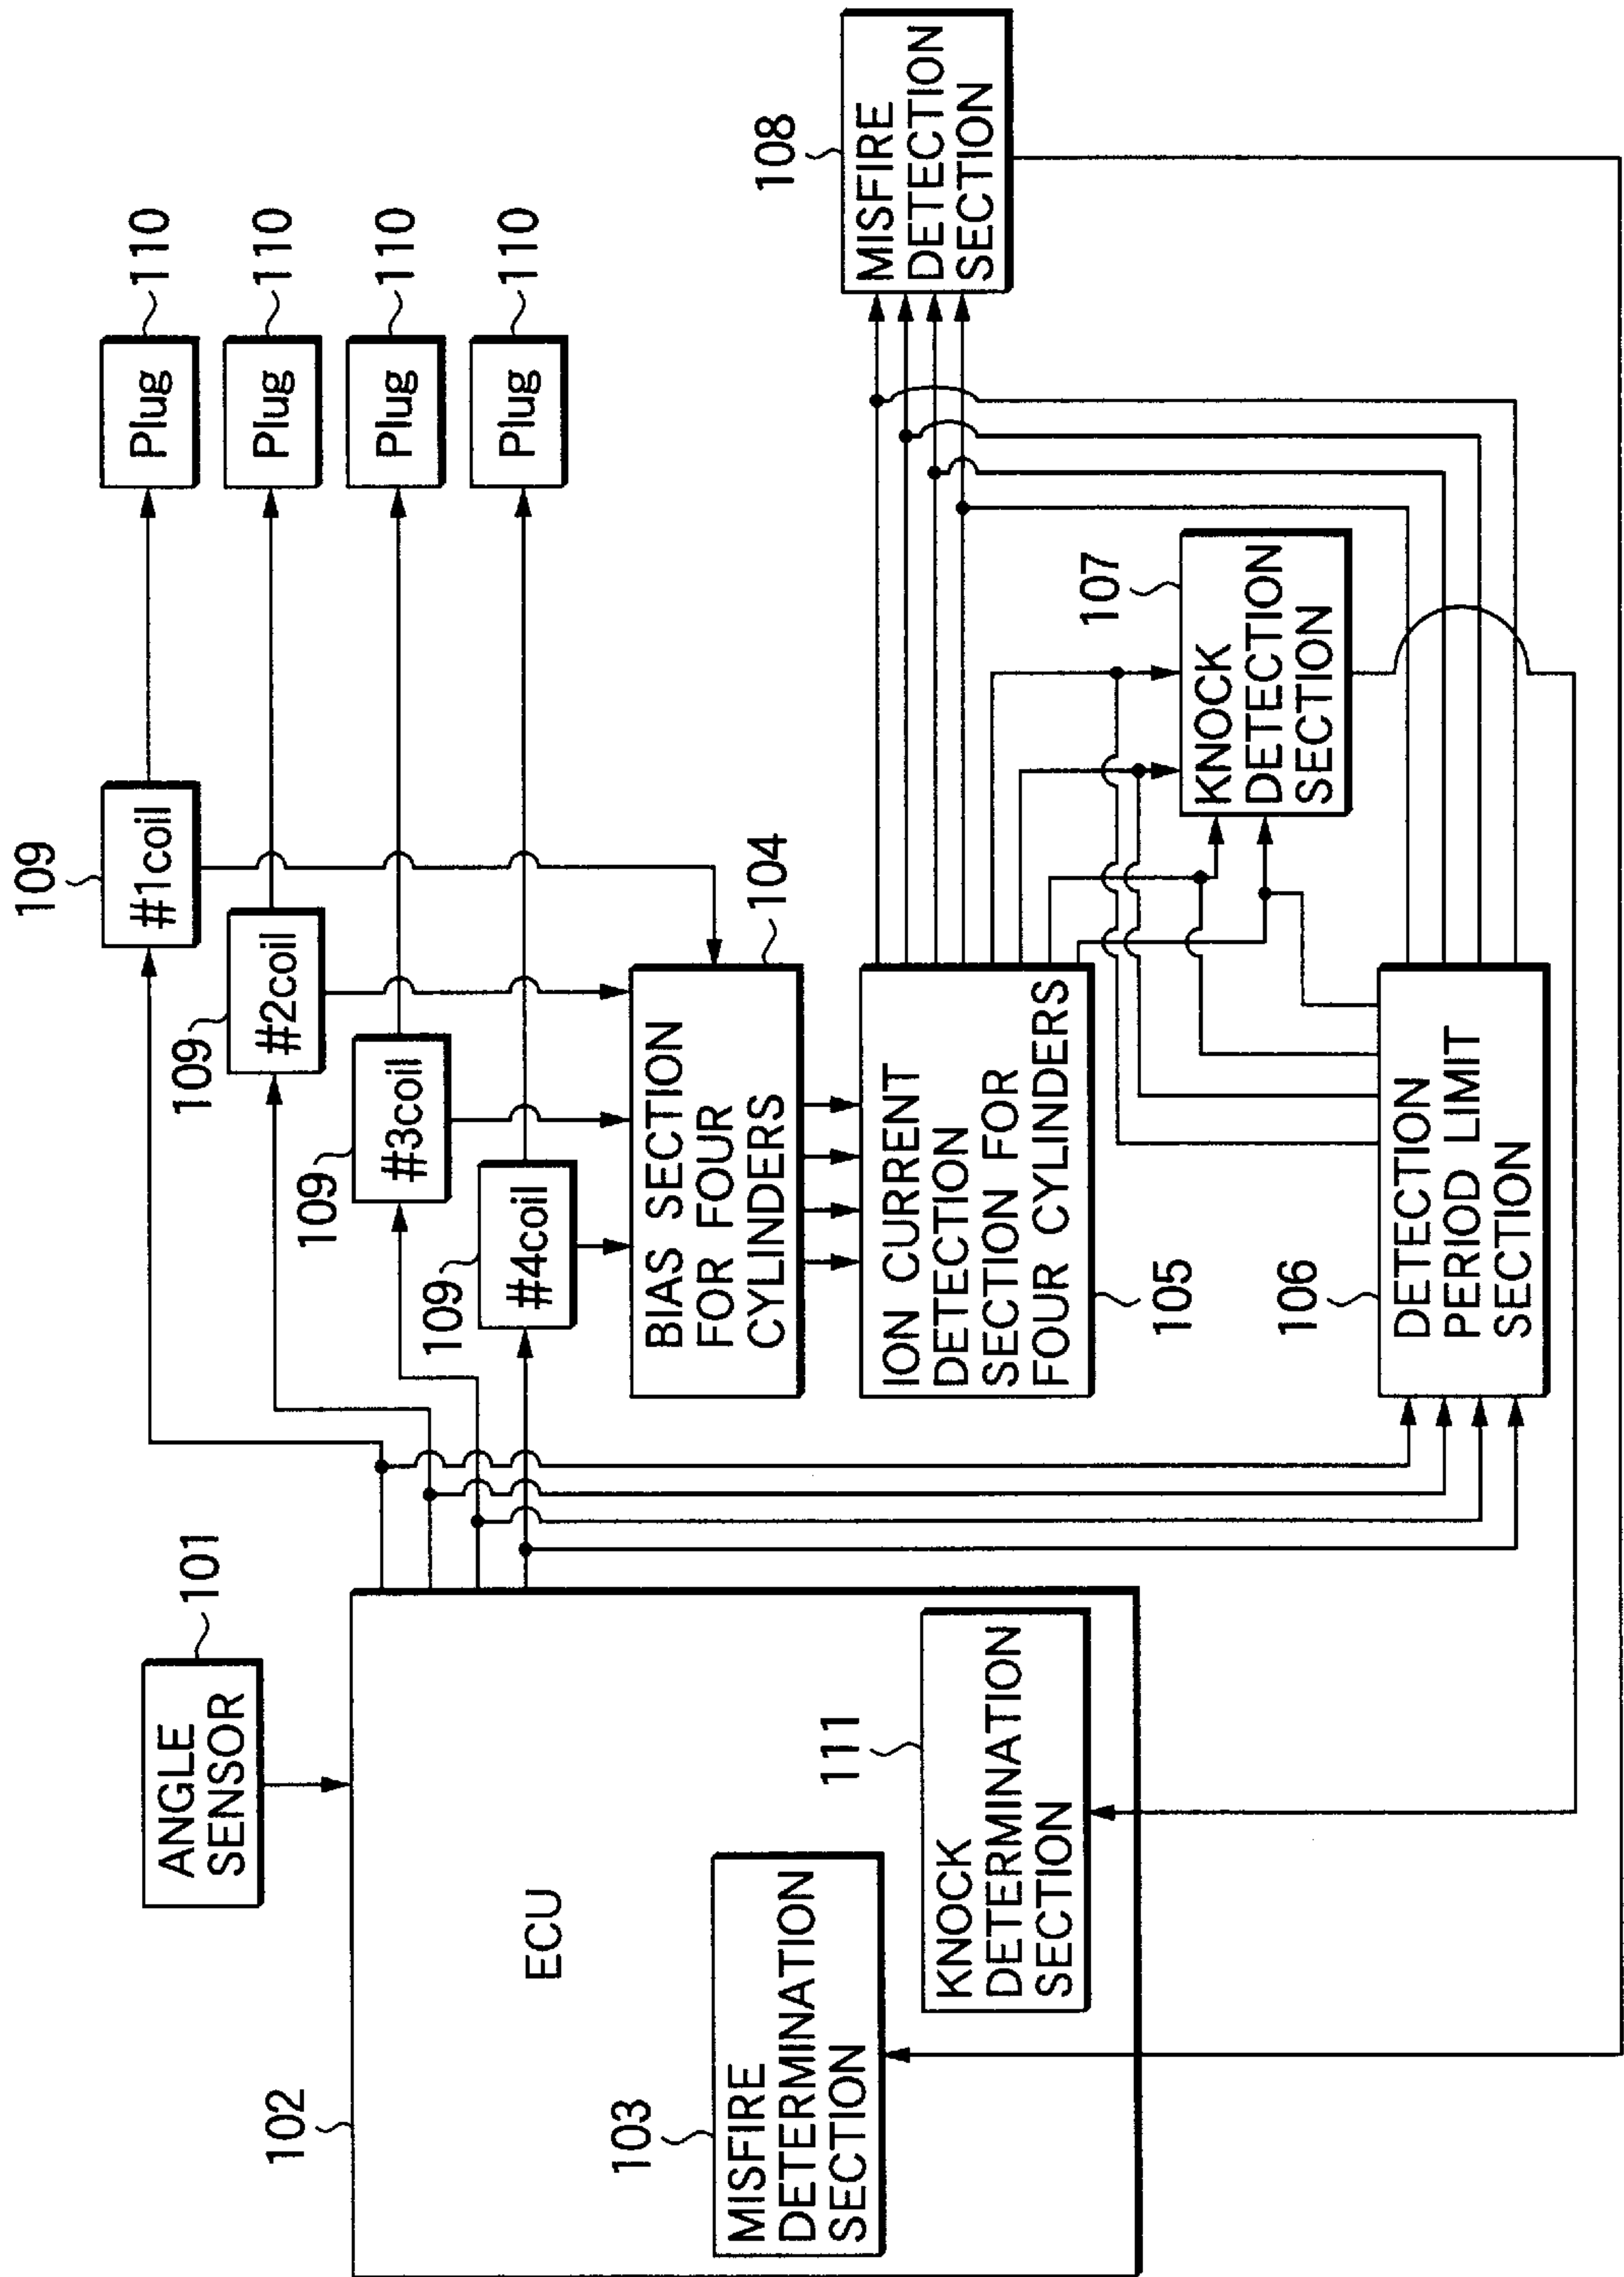 102
101
ANGLE
SENSOR
ECU
103
MISFIRE
DETERMINATION
SECTION
111
KNOCK
DETERMINATION
SECTION
109
#1coil
109
#2coil
109
#3coil
109
#4coil
Plug
110
Plug
110
Plug
110
Plug
110
104
BIAS SECTION
FOR FOUR
CYLINDERS
105
ION CURRENT
DETECTION
SECTION FOR
FOUR CYLINDERS
106
DETECTION
PERIOD LIMIT
SECTION
107
KNOCK
DETECTION
SECTION
108
MISFIRE
DETECTION
SECTION